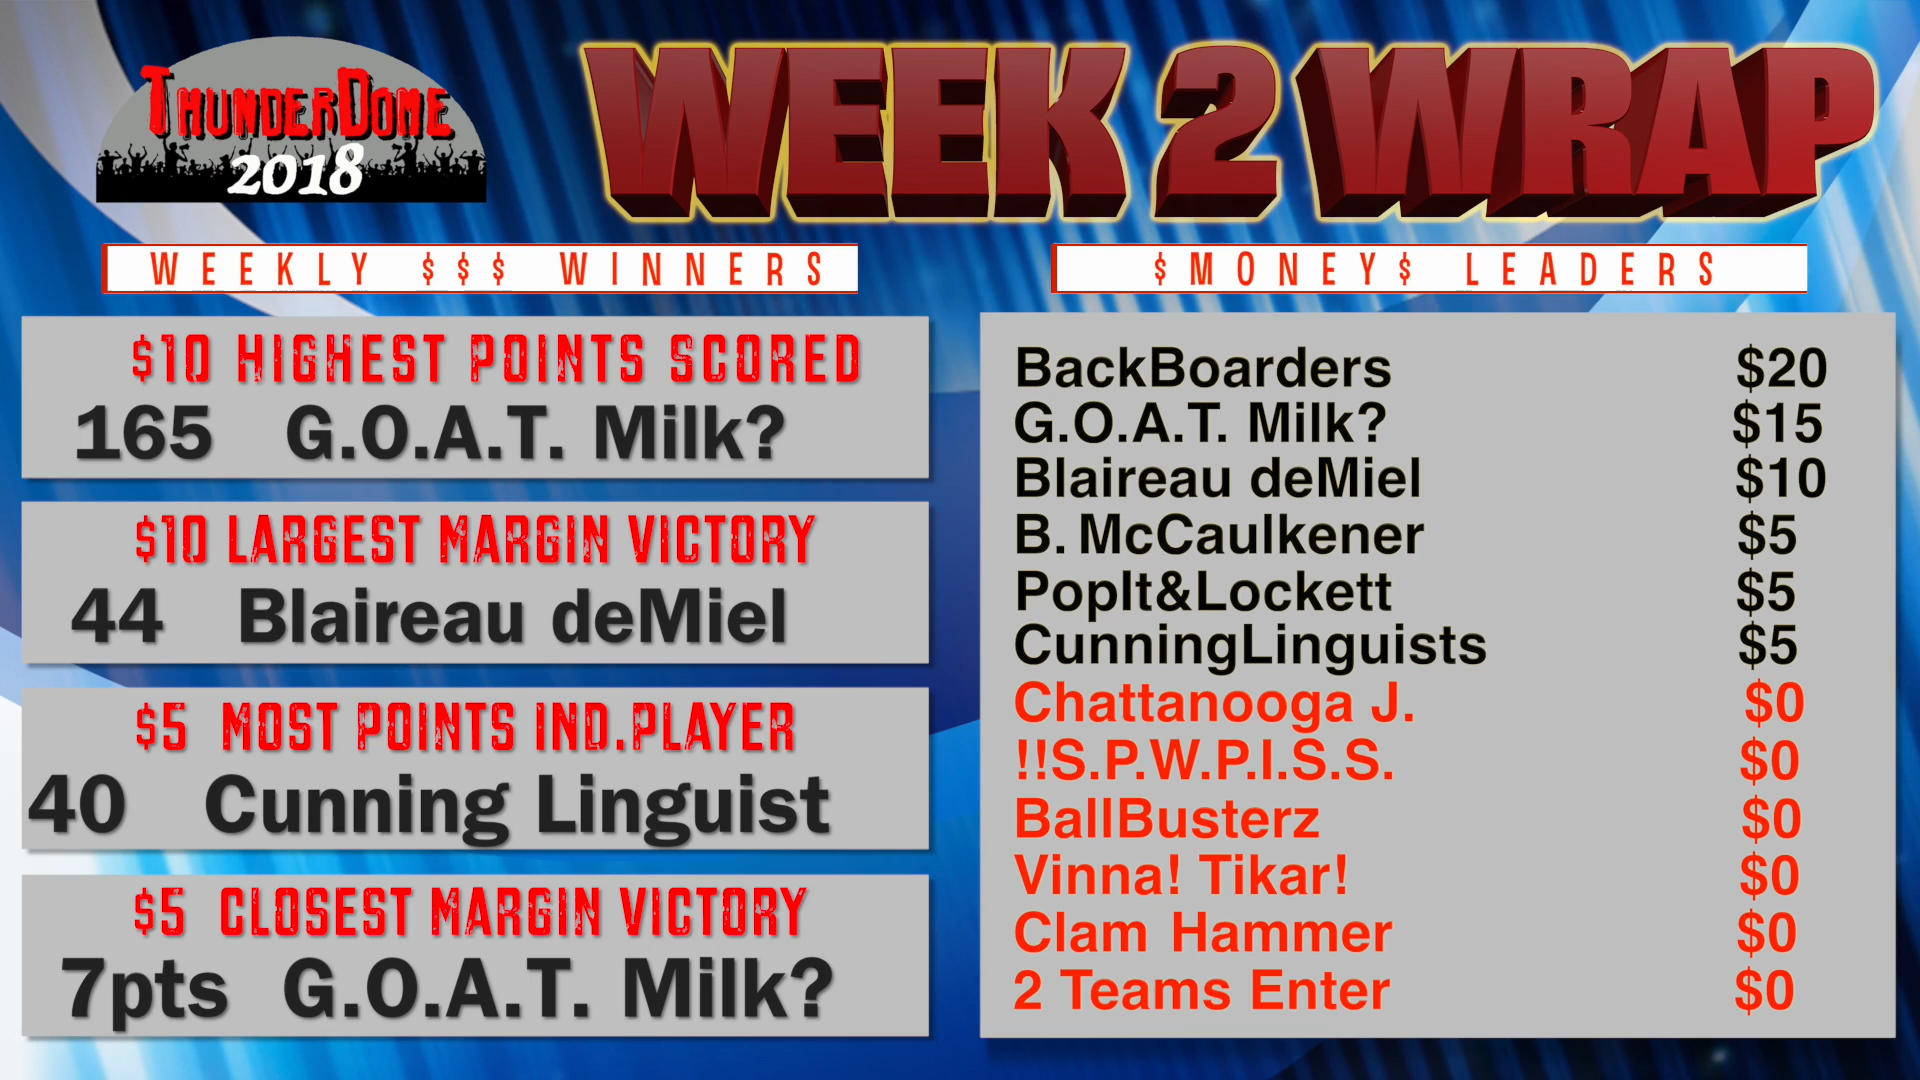 THUNDERDOME
2018
WEEK 2 WRAP
WEEKLY $$$ WINNERS
$10 HIGHEST POINTS SCORED
165 G.O.A.T. Milk?
$10 LARGEST MARGIN VICTORY
44 Blaireau deMiel
$5 MOST POINTS IND.PLAYER
40 Cunning Linguist
$5 CLOSEST MARGIN VICTORY
7pts G.O.A.T. Milk?
$MONEY$ LEADERS
BackBoarders $20
G.O.A.T. Milk? $15
Blaireau deMiel $10
B. McCaulkener $5
PopIt&Lockett $5
CunningLinguists $5
Chattanooga J. $0
!!S.P.W.P.I.S.S. $0
BallBusterz $0
Vinna! Tikar! $0
Clam Hammer $0
2 Teams Enter $0